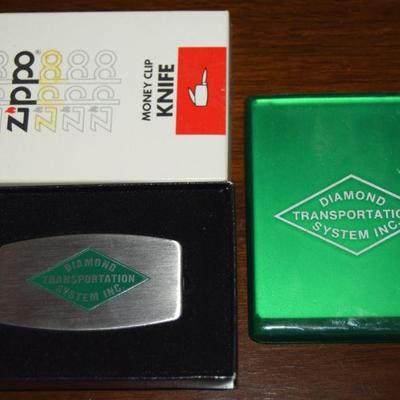 zippo®
MONEY CLIP
KNIFE
DIAMOND
TRANSPORTATION
SYSTEM INC.
DIAMOND
TRANSPORTATION
SYSTEM INC.